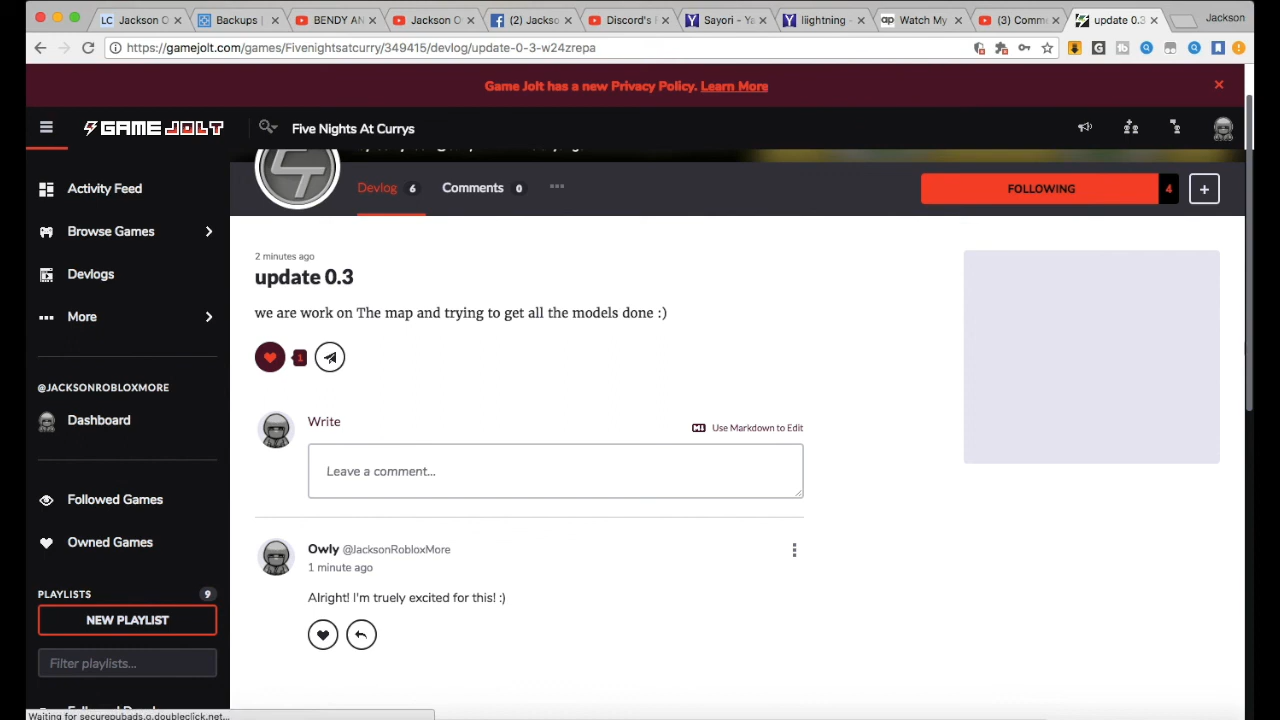 LC Jackson O
Backups |
BENDY AN
Jackson O
(2) Jackso
Discord's
Sayori - Ya
liightning -
ap Watch My
(3) Comme
update 0.3
Jackson
https://gamejolt.com/games/Fivenightsatcurry/349415/devlog/update-0-3-w24zrepa
Game Jolt has a new Privacy Policy. Learn More
GAME JOLT
Five Nights At Currys
Devlog 6
Comments 0
FOLLOWING 4
Activity Feed
Browse Games
Devlogs
More
@JACKSONROBLOXMORE
Dashboard
Followed Games
Owned Games
PLAYLISTS 9
NEW PLAYLIST
Filter playlists...
2 minutes ago
update 0.3
we are work on The map and trying to get all the models done :)
1
Write
Use Markdown to Edit
Leave a comment...
Owly @JacksonRobloxMore
1 minute ago
Alright! I'm truely excited for this! :)
Waiting for securepubads.g.doubleclick.net...